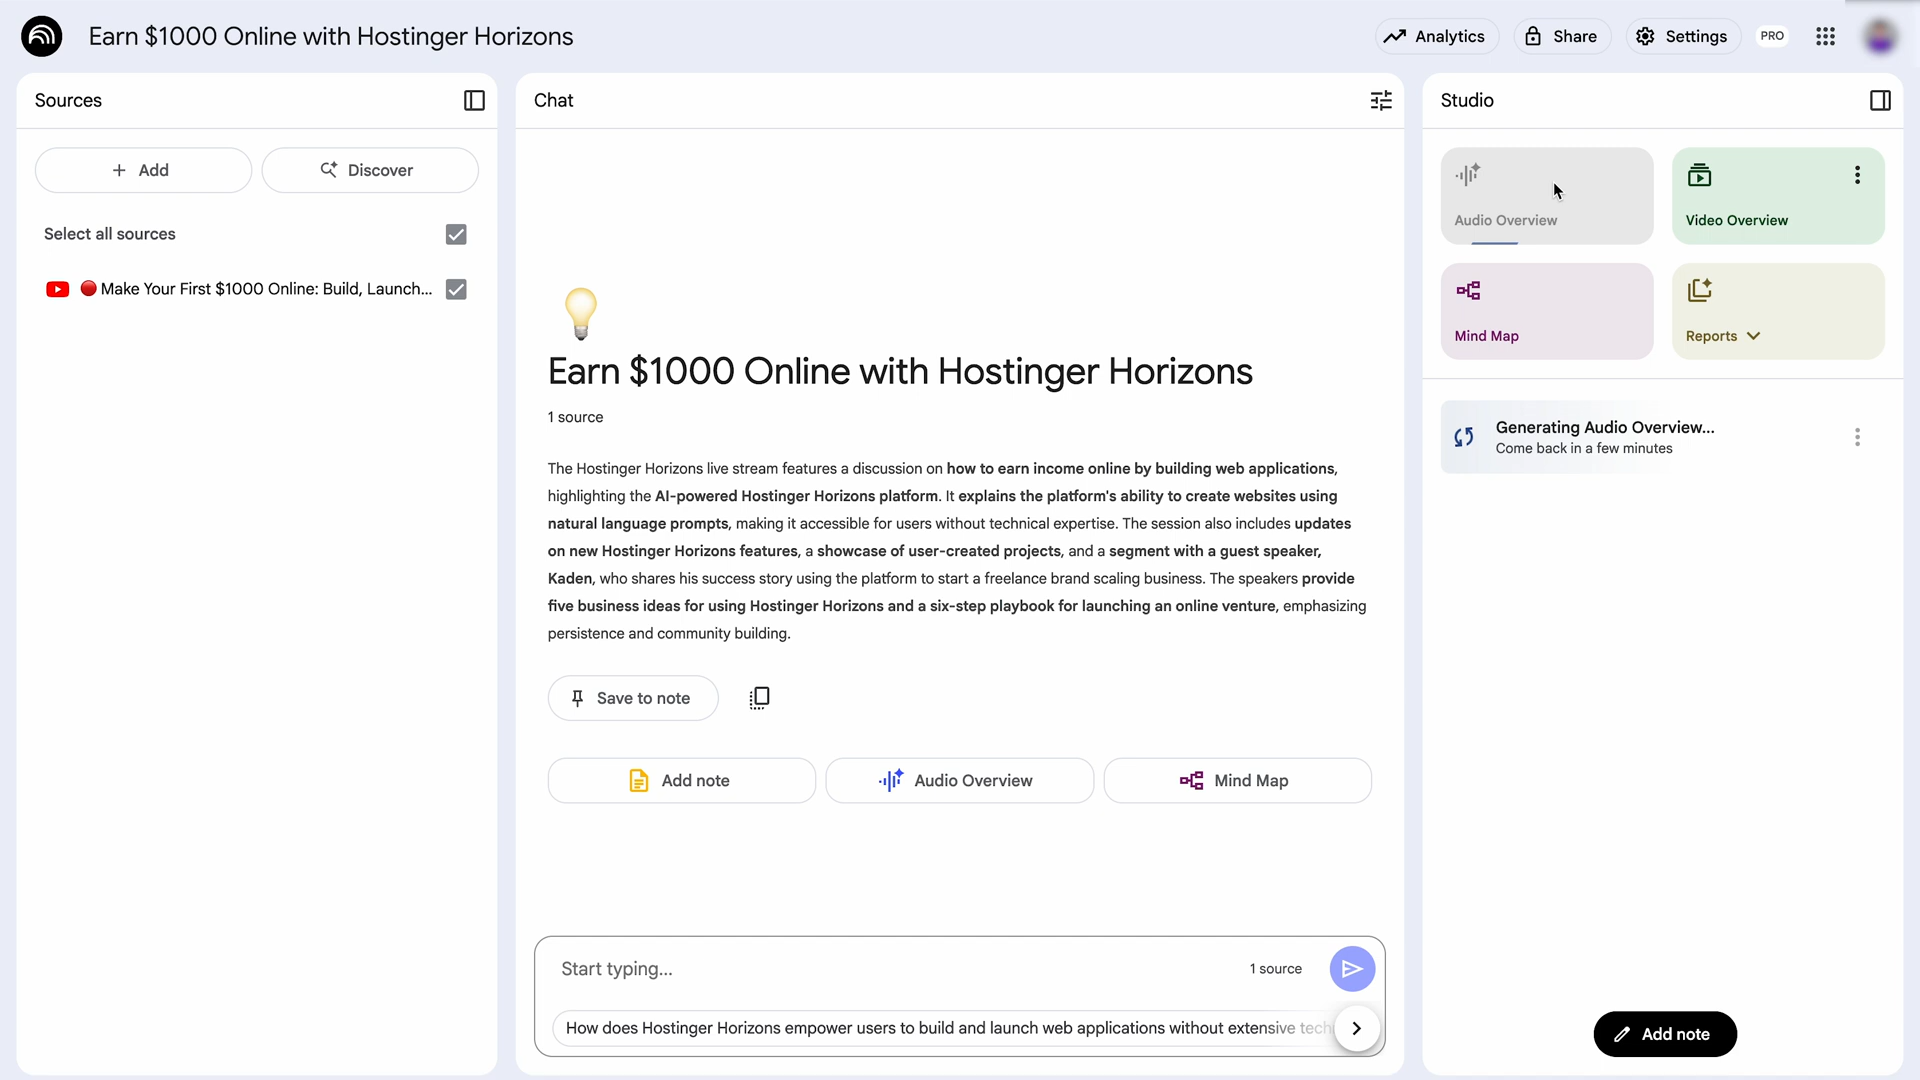 Earn $1000 Online with Hostinger Horizons
Analytics
Share
Settings
PRO
Sources
Add
Discover
Select all sources
Make Your First $1000 Online: Build, Launch...
Chat
Earn $1000 Online with Hostinger Horizons
1 source
The Hostinger Horizons live stream features a discussion on how to earn income online by building web applications,
highlighting the AI-powered Hostinger Horizons platform. It explains the platform's ability to create websites using
natural language prompts, making it accessible for users without technical expertise. The session also includes updates
on new Hostinger Horizons features, a showcase of user-created projects, and a segment with a guest speaker,
Kaden, who shares his success story using the platform to start a freelance brand scaling business. The speakers provide
five business ideas for using Hostinger Horizons and a six-step playbook for launching an online venture, emphasizing
persistence and community building.
Save to note
Add note
Audio Overview
Mind Map
Start typing...
1 source
How does Hostinger Horizons empower users to build and launch web applications without extensive tech
Studio
Audio Overview
Video Overview
Mind Map
Reports
Generating Audio Overview...
Come back in a few minutes
Add note